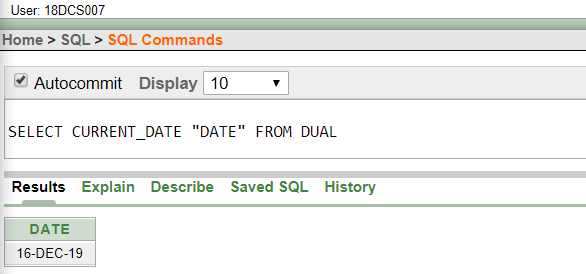 User: 18DCS007
Home > SQL > SQL Commands
Autocommit Display 10
SELECT CURRENT_DATE "DATE" FROM DUAL
Results Explain Describe Saved SQL History
DATE
16-DEC-19